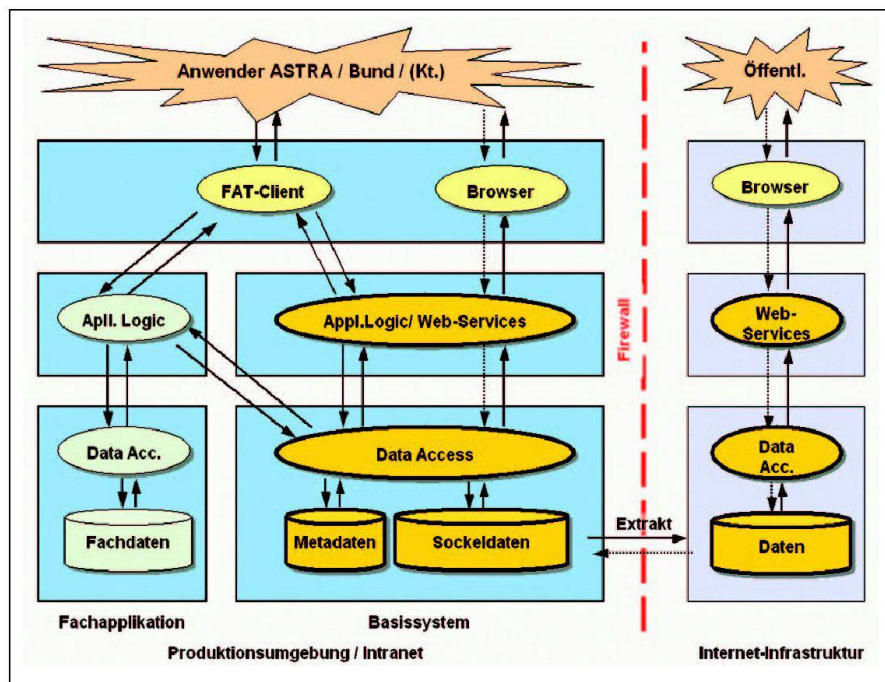 Anwender ASTRA / Bund / (Kt.)
Öffentl.
FAT-Client
Browser
Browser
Apll. Logic
Appl.Logic/ Web-Services
Firewall
Web-
Services
Data Acc.
Data Access
Data
Acc.
Fachdaten
Metadaten
Sockeldaten
Extrakt
Daten
Fachapplikation
Basissystem
Produktionsumgebung / Intranet
Internet-Infrastruktur